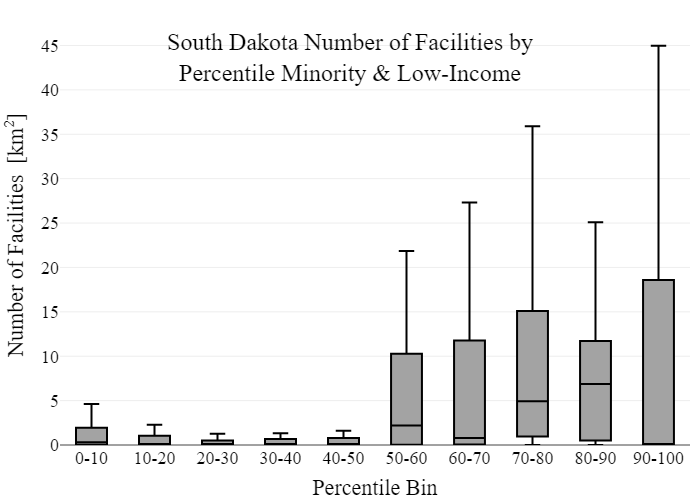 South Dakota Number of Facilities by
Percentile Minority & Low-Income
Number of Facilities [km²]
45
40
35
30
25
20
15
10
5
0
0-10 10-20 20-30 30-40 40-50 50-60 60-70 70-80 80-90 90-100
Percentile Bin